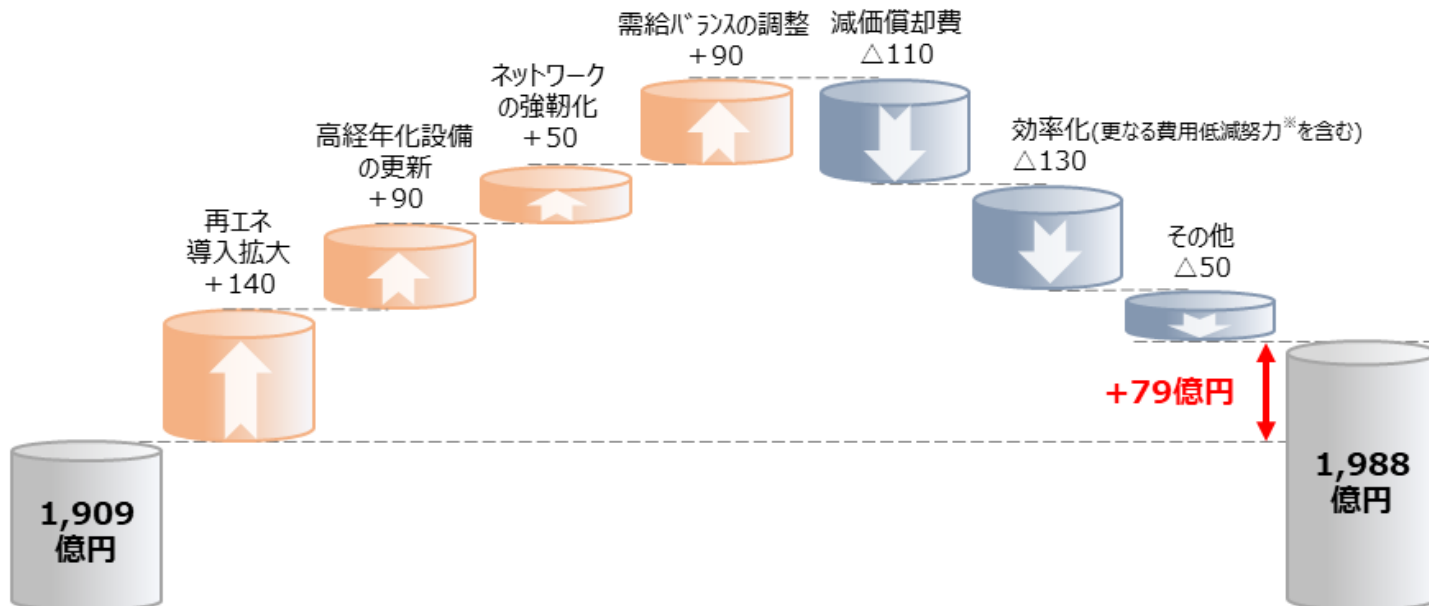 1,909
億円
再エネ
導入拡大
+140
高経年化設備
の更新
+90
ネットワーク
の強靭化
+50
需給ﾊﾞﾗﾝｽの調整
+90
減価償却費
△110
効率化(更なる費用低減努力※を含む)
△130
その他
△50
+79億円
1,988
億円